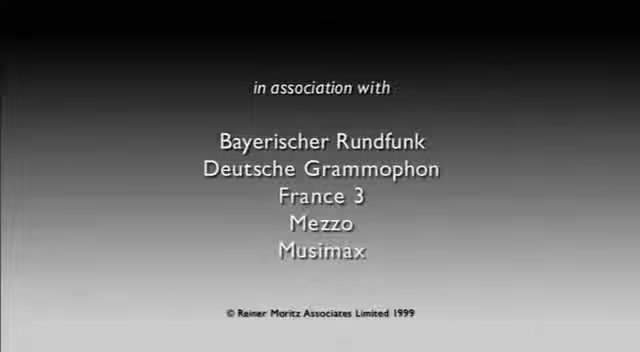 in association with
Bayerischer Rundfunk
Deutsche Grammophon
France 3
Mezzo
Musimax
© Reiner Moritz Associates Limited 1999